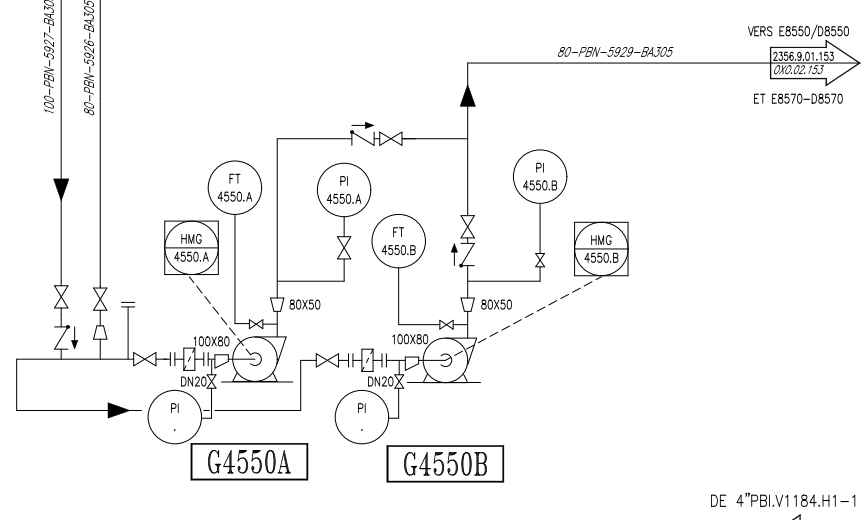 100-PBN-5927-BA305
80-PBN-5926-BA305
80-PBN-5929-BA305
VERS E8550/D8550
2356.9.01.153
0X0.02.153
ET E8570-D8570
FT
4550.A
PI
4550.A
PI
4550.B
HMG
4550.A
FT
4550.B
HMG
4550.B
80X50
80X50
100X80
100X80
DN20
DN20
PI
.
PI
.
G4550A
G4550B
DE 4"PBI.V1184.H1-1